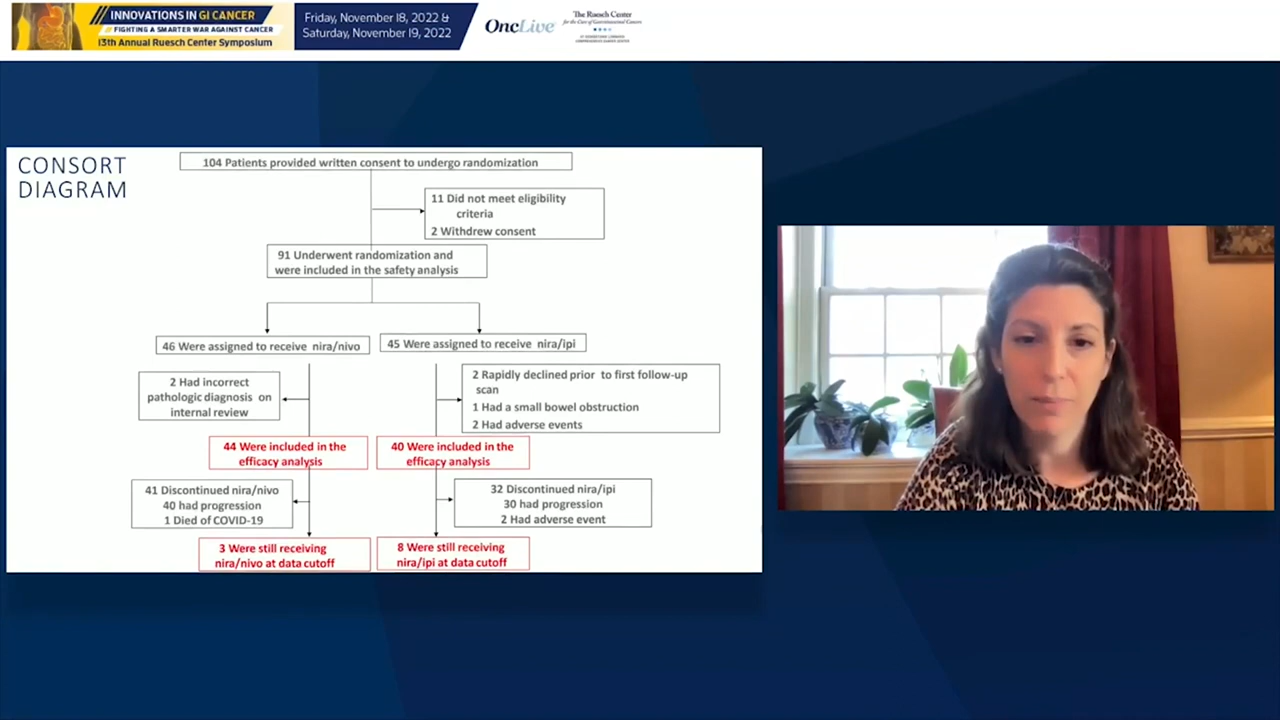 INNOVATIONS IN GI CANCER
FIGHTING A SMARTER WAR AGAINST CANCER
13th Annual Ruesch Center Symposium
Friday, November 18, 2022 &
Saturday, November 19, 2022
OncLive
The Ruesch Center
for the Cure of Gastrointestinal Cancers
CONSORT
DIAGRAM
104 Patients provided written consent to undergo randomization
11 Did not meet eligibility
criteria
2 Withdrew consent
91 Underwent randomization and
were included in the safety analysis
46 Were assigned to receive nira/nivo
45 Were assigned to receive nira/ipi
2 Had incorrect
pathologic diagnosis on
internal review
2 Rapidly declined prior to first follow-up
scan
1 Had a small bowel obstruction
2 Had adverse events
44 Were included in the
efficacy analysis
40 Were included in the
efficacy analysis
41 Discontinued nira/nivo
40 had progression
1 Died of COVID-19
32 Discontinued nira/ipi
30 had progression
2 Had adverse event
3 Were still receiving
nira/nivo at data cutoff
8 Were still receiving
nira/ipi at data cutoff